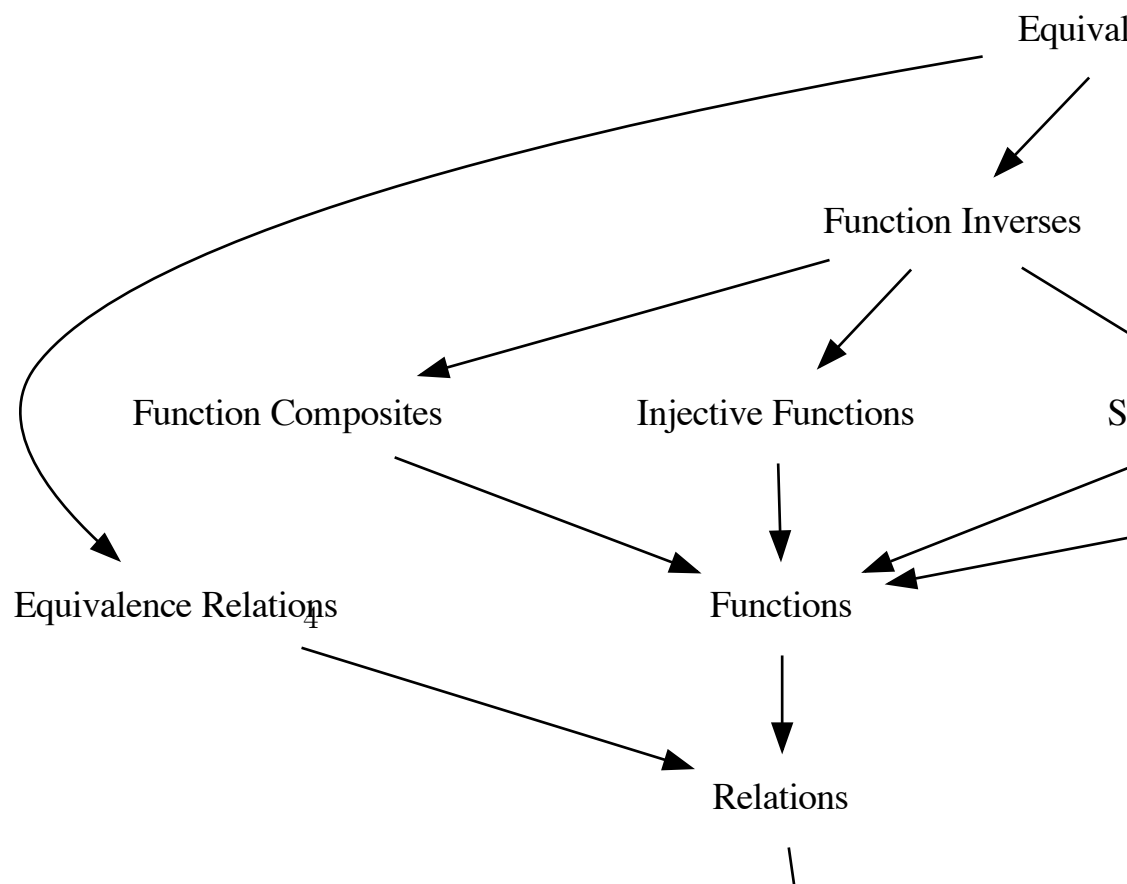 Equival
Function Inverses
Function Composites
Injective Functions
S
Equivalence Relations
4
Functions
Relations